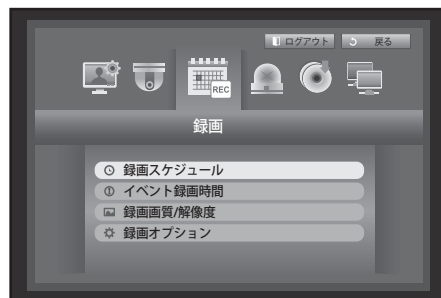 ログアウト 戻る
REC
録画
録画スケジュール
イベント録画時間
録画画質/解像度
録画オプション